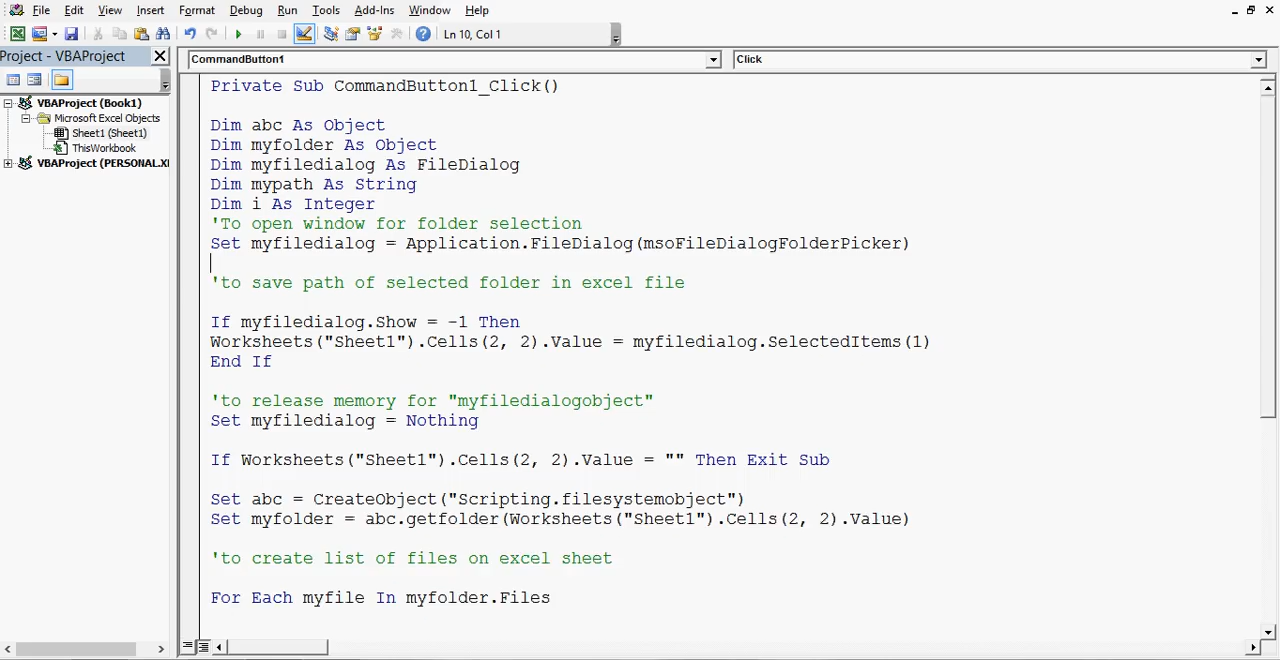 File Edit View Insert Format Debug Run Tools Add-Ins Window Help
Ln 10, Col 1
Project - VBAProject
CommandButton1
Click
VBAProject (Book1)
Microsoft Excel Objects
Sheet1 (Sheet1)
ThisWorkbook
VBAProject (PERSONAL.XL
Private Sub CommandButton1_Click()
Dim abc As Object
Dim myfolder As Object
Dim myfiledialog As FileDialog
Dim mypath As String
Dim i As Integer
'To open window for folder selection
Set myfiledialog = Application.FileDialog(msoFileDialogFolderPicker)
'to save path of selected folder in excel file
If myfiledialog.Show = -1 Then
Worksheets("Sheet1").Cells(2, 2).Value = myfiledialog.SelectedItems(1)
End If
'to release memory for "myfiledialogobject"
Set myfiledialog = Nothing
If Worksheets("Sheet1").Cells(2, 2).Value = "" Then Exit Sub
Set abc = CreateObject("Scripting.filesystemobject")
Set myfolder = abc.getfolder(Worksheets("Sheet1").Cells(2, 2).Value)
'to create list of files on excel sheet
For Each myfile In myfolder.Files